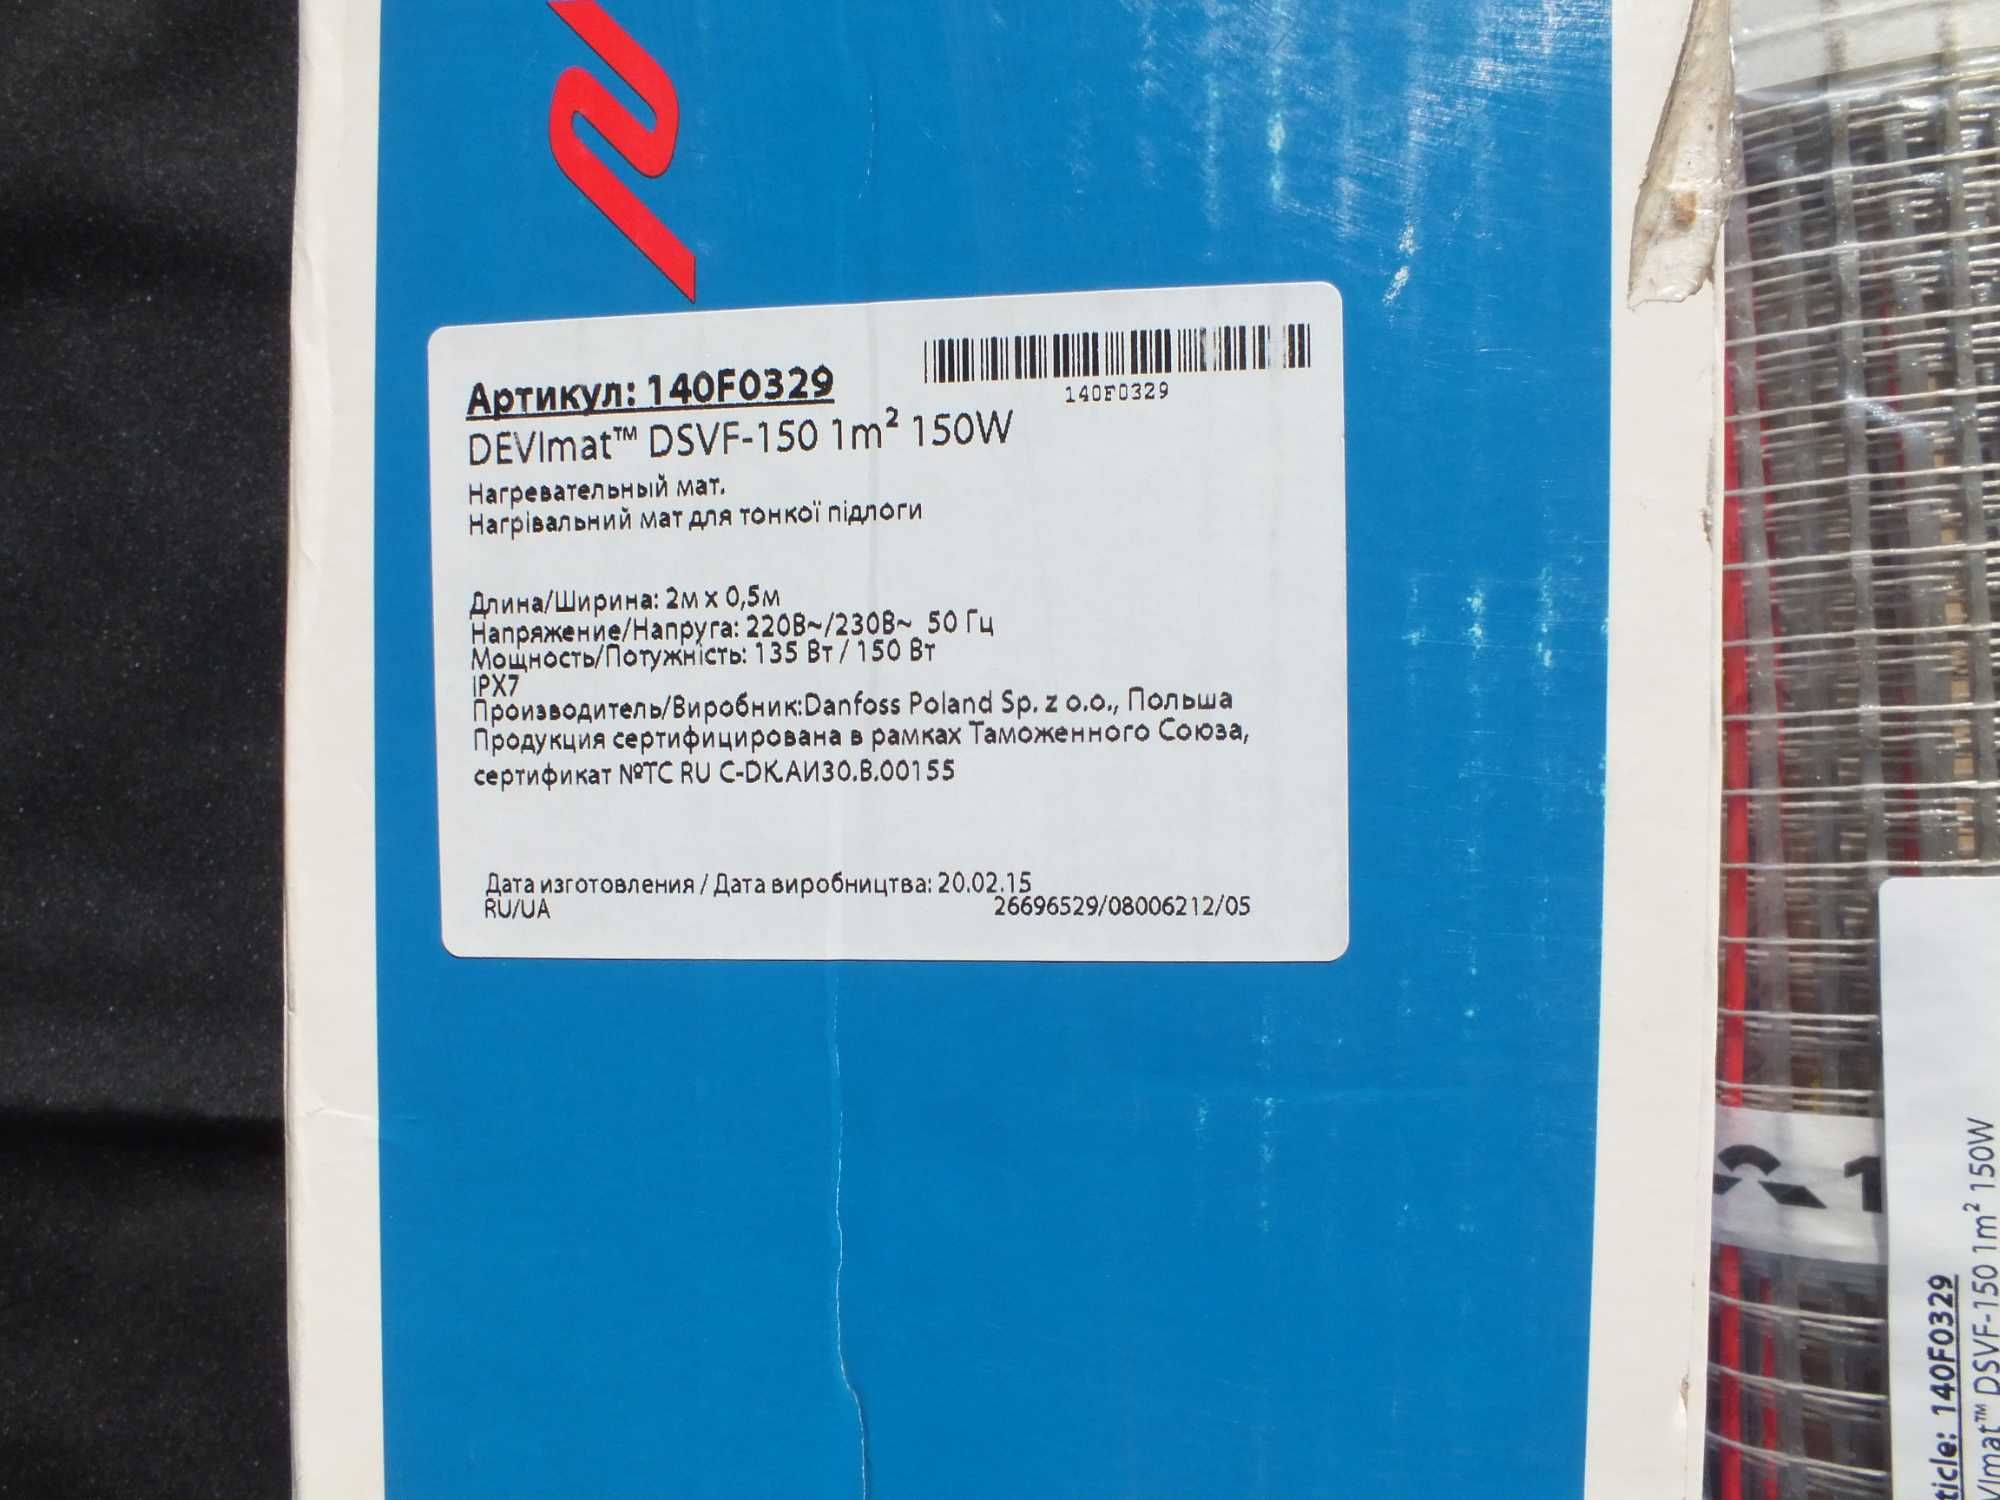 Артикул: 140F0329
140F0329
DEVImat™ DSVF-150 1m² 150W
Нагревательный мат.
Нагрівальний мат для тонкої підлоги
Длина/Ширина: 2м x 0,5м
Напряжение/Напруга: 220В~/230В~ 50 Гц
Мощность/Потужність: 135 Вт / 150 Вт
IPX7
Производитель/Виробник:Danfoss Poland Sp. z o.o., Польша
Продукция сертифицирована в рамках Таможенного Союза,
сертификат №ТС RU C-DK.АИ30.В.00155
Дата изготовления / Дата виробництва: 20.02.15
RU/UA
26696529/08006212/05
ticle: 140F0329
VImat™ DSVF-150 1m² 150W